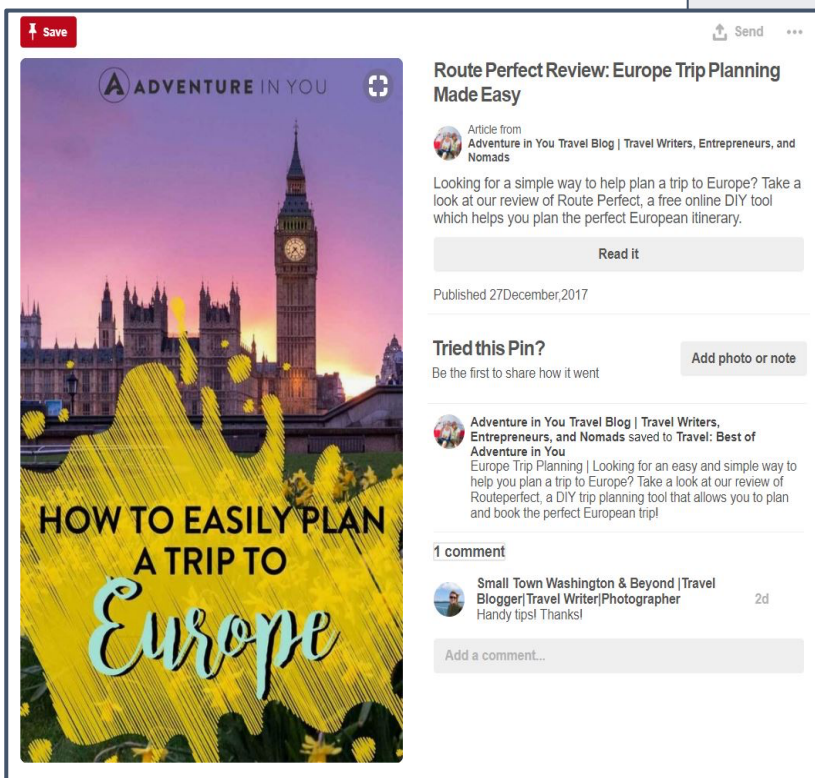 Save
Send
ADVENTURE IN YOU
HOW TO EASILY PLAN
A TRIP TO
Europe
Route Perfect Review: Europe Trip Planning
Made Easy
Article from
Adventure in You Travel Blog | Travel Writers, Entrepreneurs, and
Nomads
Looking for a simple way to help plan a trip to Europe? Take a
look at our review of Route Perfect, a free online DIY tool
which helps you plan the perfect European itinerary.
Read it
Published 27December,2017
Tried this Pin?
Be the first to share how it went
Add photo or note
Adventure in You Travel Blog | Travel Writers,
Entrepreneurs, and Nomads saved to Travel: Best of
Adventure in You
Europe Trip Planning | Looking for an easy and simple way to
help you plan a trip to Europe? Take a look at our review of
Routeperfect, a DIY trip planning tool that allows you to plan
and book the perfect European trip!
1 comment
Small Town Washington & Beyond |Travel
Blogger|Travel Writer|Photographer
2d
Handy tips! Thanks!
Add a comment...